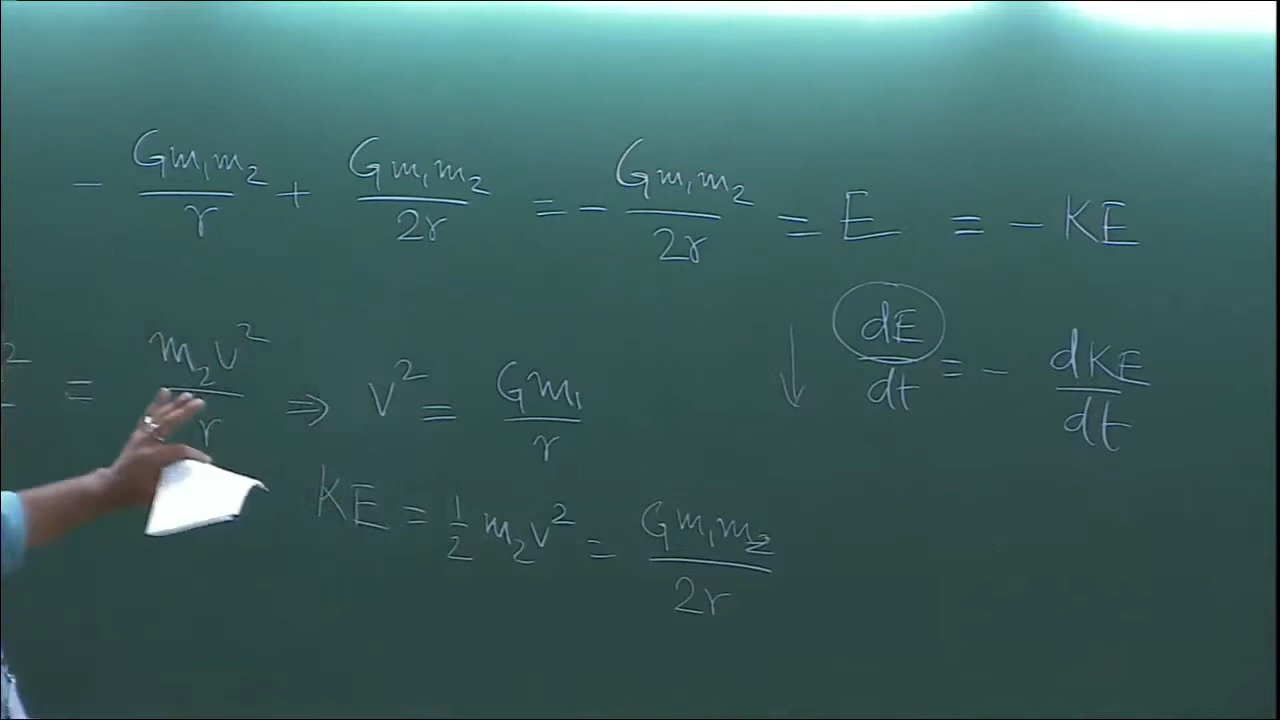 - Gm₁m₂/r + Gm₁m₂/2r = - Gm₁m₂/2r = E = - KE
= m₂v²/r ⇒ v² = Gm₁/r ↓ dE/dt = - dKE/dt
KE = 1/2 m₂v² = Gm₁m₂/2r